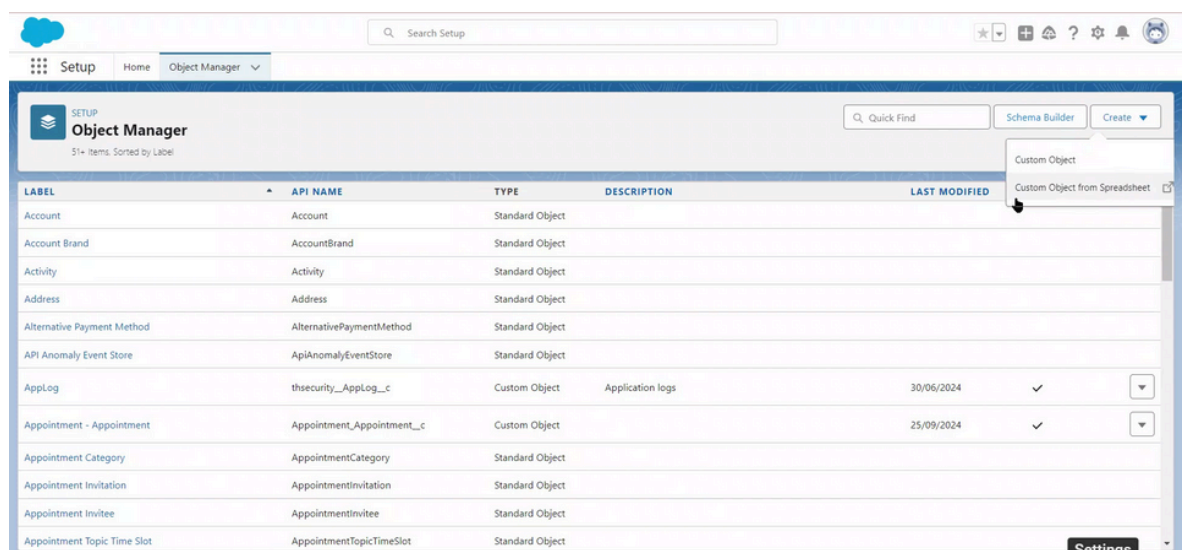 Search Setup
Setup Home Object Manager
SETUP
Object Manager
51+ Items. Sorted by Label
Quick Find
Schema Builder
Create
Custom Object
Custom Object from Spreadsheet
LABEL API NAME TYPE DESCRIPTION LAST MODIFIED
Account Account Standard Object
Account Brand AccountBrand Standard Object
Activity Activity Standard Object
Address Address Standard Object
Alternative Payment Method AlternativePaymentMethod Standard Object
API Anomaly Event Store ApiAnomalyEventStore Standard Object
AppLog thsecurity__AppLog__c Custom Object Application logs 30/06/2024
Appointment - Appointment Appointment_Appointment__c Custom Object 25/09/2024
Appointment Category AppointmentCategory Standard Object
Appointment Invitation AppointmentInvitation Standard Object
Appointment Invitee AppointmentInvitee Standard Object
Appointment Topic Time Slot AppointmentTopicTimeSlot Standard Object
Settings